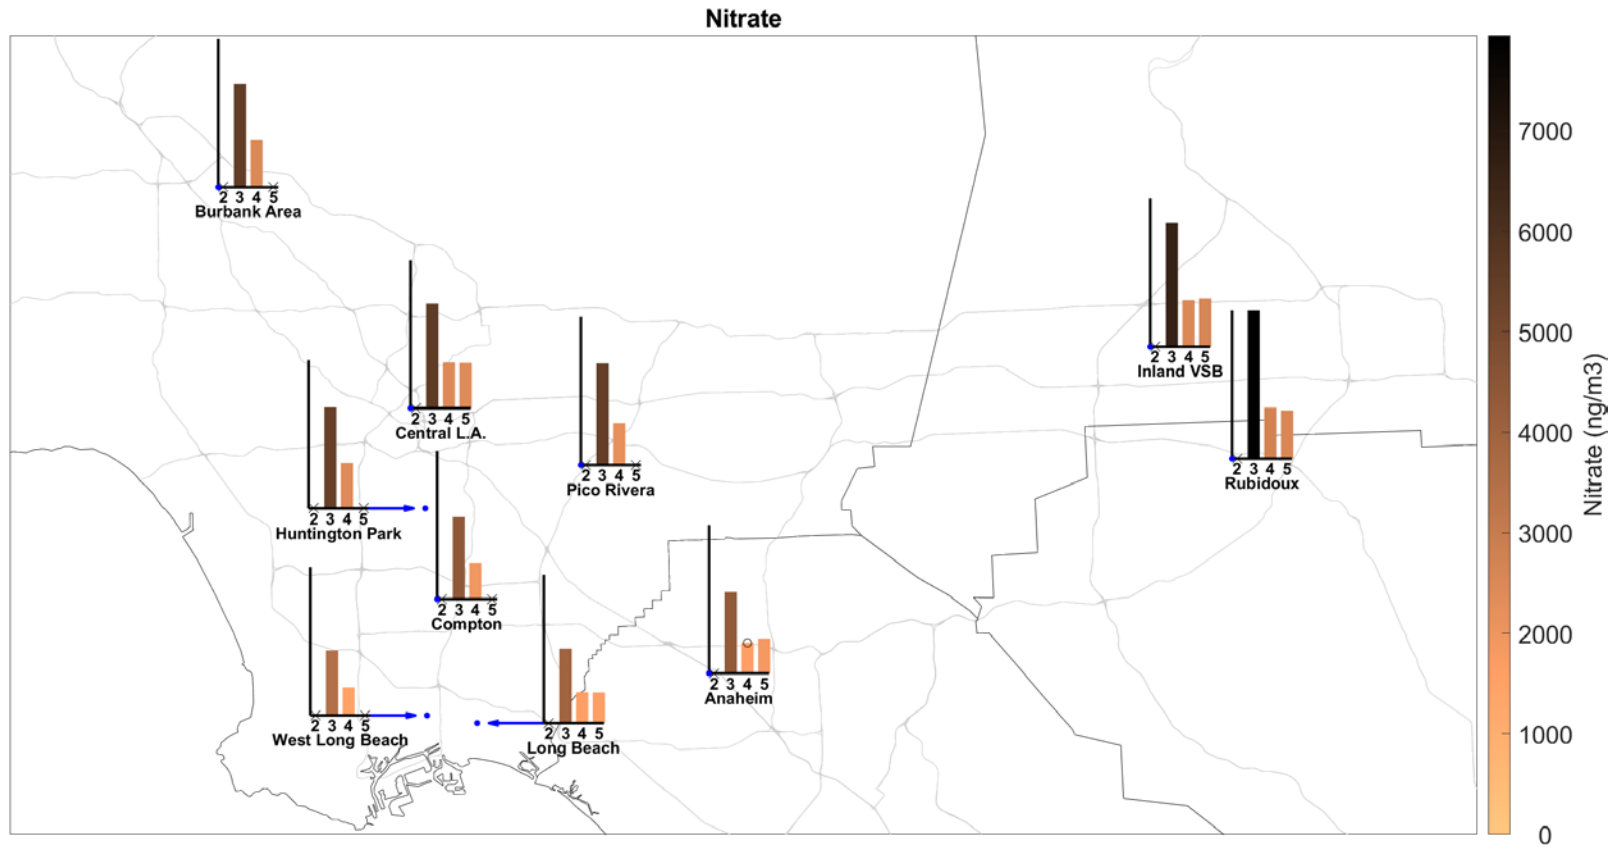 Nitrate
2 3 4 5
Burbank Area
2 3 4 5
Central L.A.
2 3 4 5
Inland VSB
2 3 4 5
Pico Rivera
2 3 4 5
Rubidoux
2 3 4 5
Huntington Park
2 3 4 5
Compton
2 3 4 5
Anaheim
2 3 4 5
West Long Beach
2 3 4 5
Long Beach
7000
6000
5000
4000
3000
2000
1000
0
Nitrate (ng/m3)